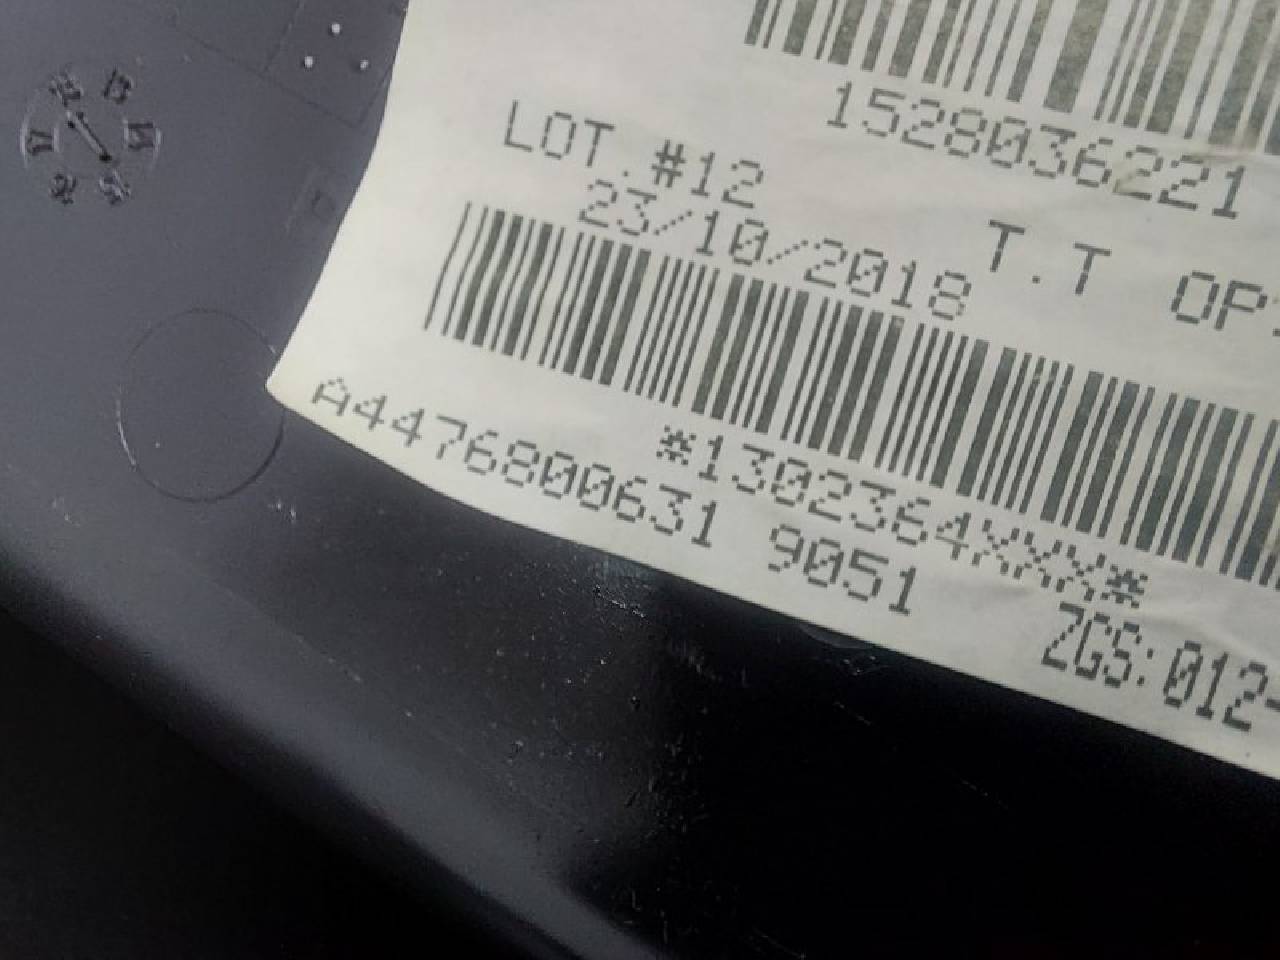 1528036221
LOT.#12
23/10/2018
T.T
*1302364XXX*
A4476800631 9051
ZGS:012-